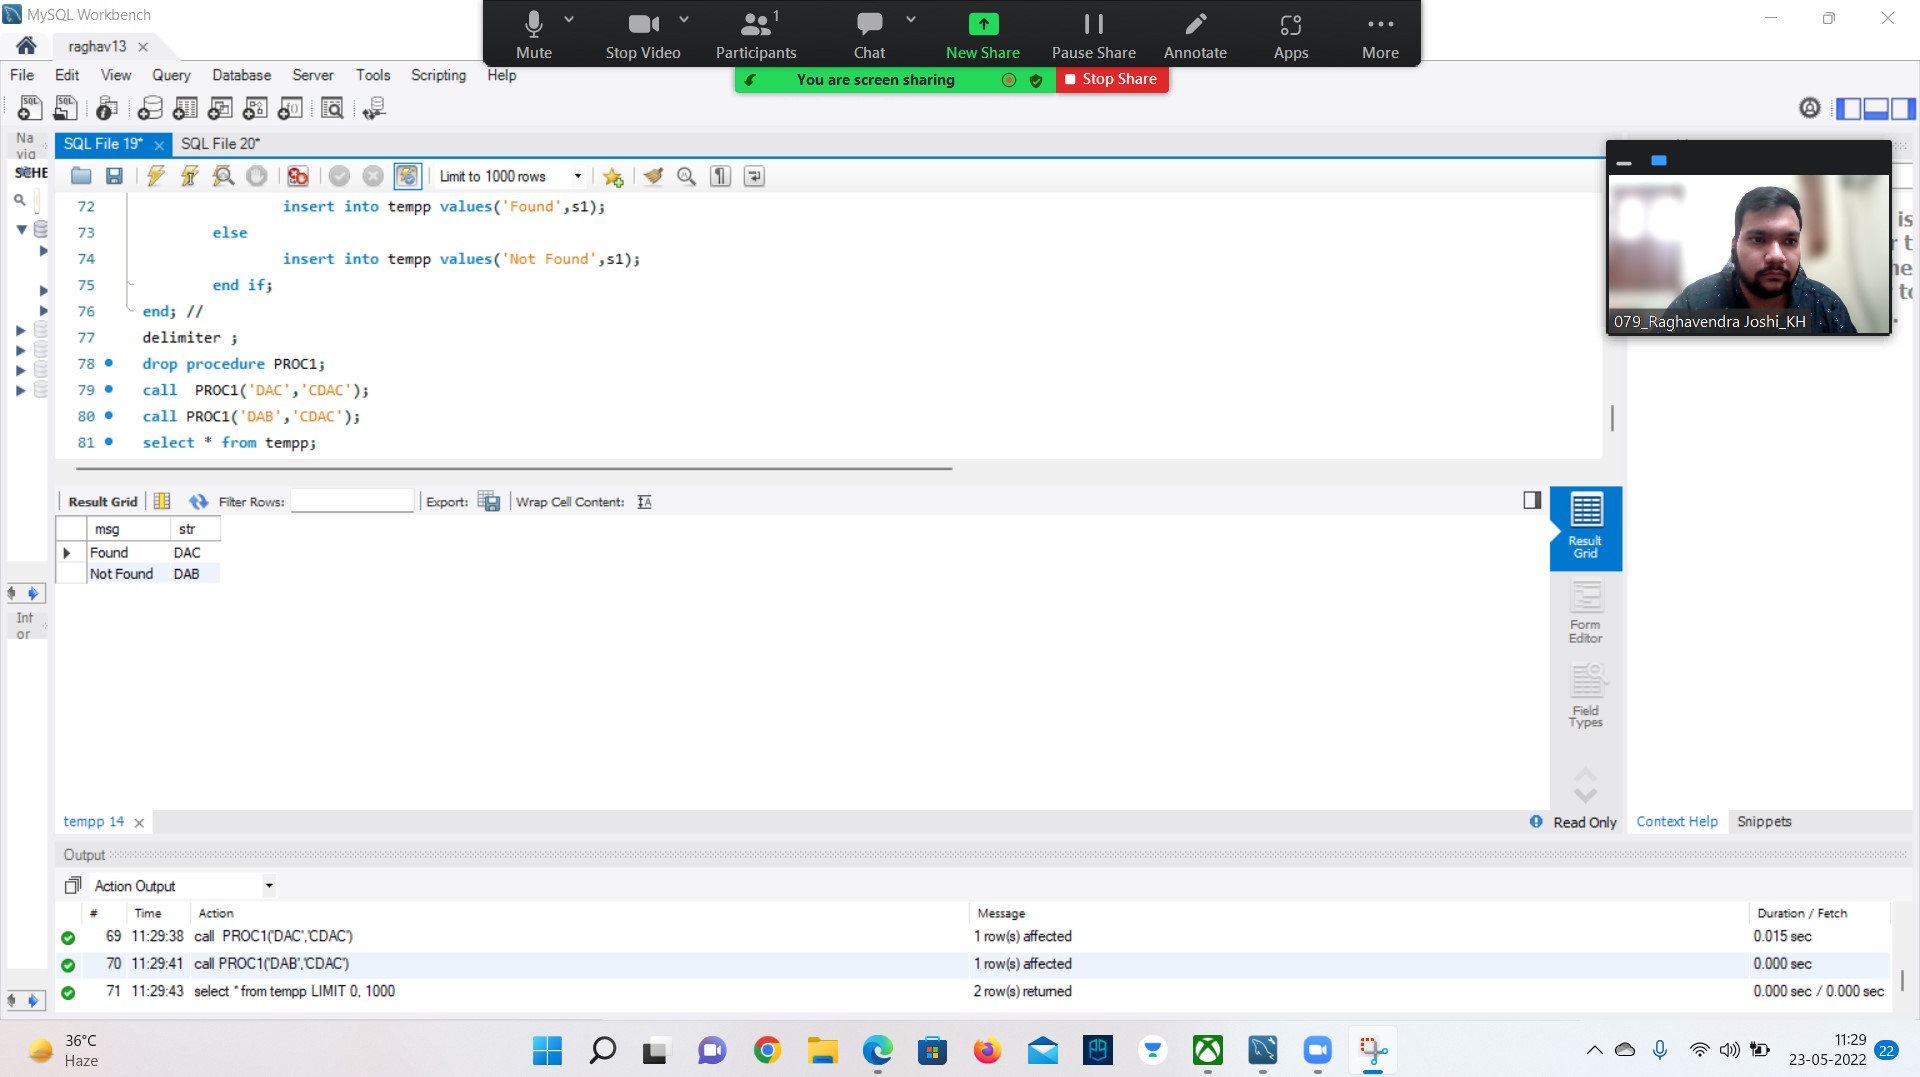 MySQL Workbench
raghav13
Mute
Stop Video
1
Participants
Chat
New Share
Pause Share
Annotate
Apps
More
You are screen sharing
Stop Share
File Edit View Query Database Server Tools Scripting Help
Na
vig
SCHE
SQL File 19*
SQL File 20*
Limit to 1000 rows
72 insert into tempp values('Found',s1);
73 else
74 insert into tempp values('Not Found',s1);
75 end if;
76 end; //
77 delimiter ;
78 drop procedure PROC1;
79 call  PROC1('DAC','CDAC');
80 call PROC1('DAB','CDAC');
81 select * from tempp;
079_Raghavendra Joshi_KH
is
Result Grid Filter Rows: Export: Wrap Cell Content:
msg str
Found DAC
Not Found DAB
Result
Grid
Form
Editor
Field
Types
Inf
or
tempp 14
Read Only
Context Help
Snippets
Output
Action Output
# Time Action Message Duration / Fetch
69 11:29:38 call  PROC1('DAC','CDAC') 1 row(s) affected 0.015 sec
70 11:29:41 call PROC1('DAB','CDAC') 1 row(s) affected 0.000 sec
71 11:29:43 select * from tempp LIMIT 0, 1000 2 row(s) returned 0.000 sec / 0.000 sec
36°C
Haze
11:29
23-05-2022
22